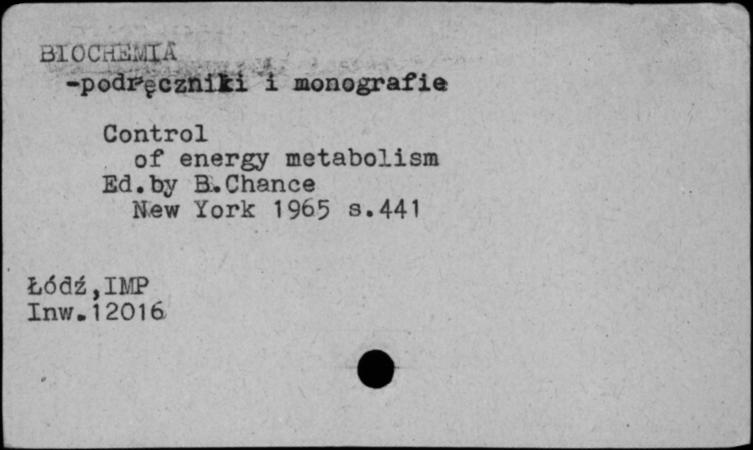 BIOCHEMIA
-podręczniki i monografie
Control
of energy metabolism
Ed.by B.Chance
New York 1965 s.441
Łódź,IMP
Inw.12016